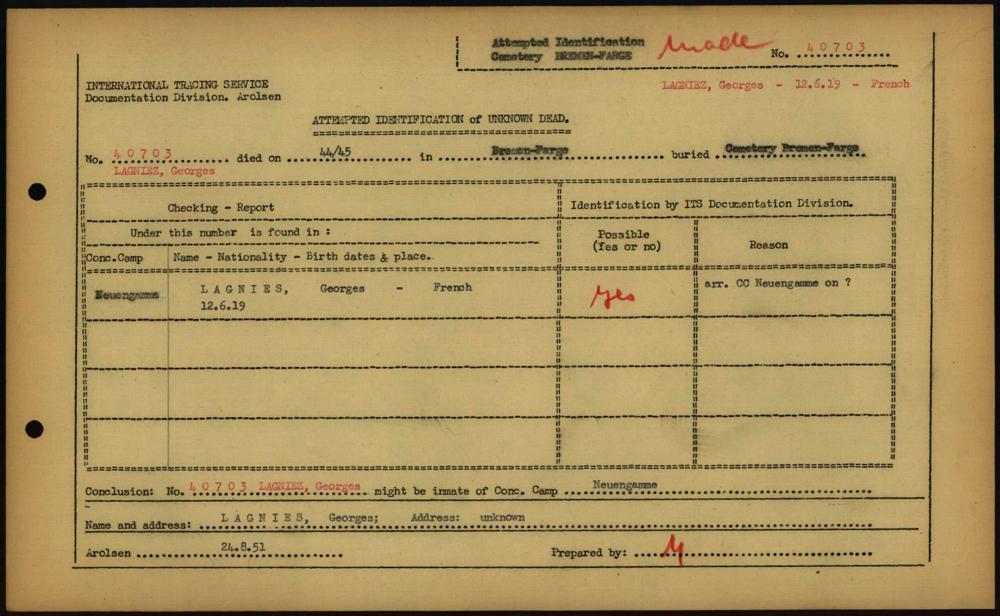 Attempted Identification made
Cemetery BREMEN-FARGE No. 40703
LAGNIEZ, Georges - 12.6.19 - French
INTERNATIONAL TRACING SERVICE
Documentation Division. Arolsen
ATTEMPTED IDENTIFICATION of UNKNOWN DEAD.
No. 40703 died on 44/45 in Bremen-Farge buried Cemetery Bremen-Farge
LAGNIEZ, Georges
Checking - Report
Identification by ITS Documentation Division.
Under this number is found in :
Possible
(Yes or no)
Reason
Conc.Camp Name - Nationality - Birth dates & place.
Neuengamme LAGNIES, Georges - French
12.6.19
Yes
arr. CC Neuengamme on ?
Conclusion: No. 40703 LAGNIEZ, Georges might be inmate of Conc. Camp Neuengamme
Name and address: LAGNIES, Georges; Address: unknown
Arolsen 24.8.51 Prepared by: